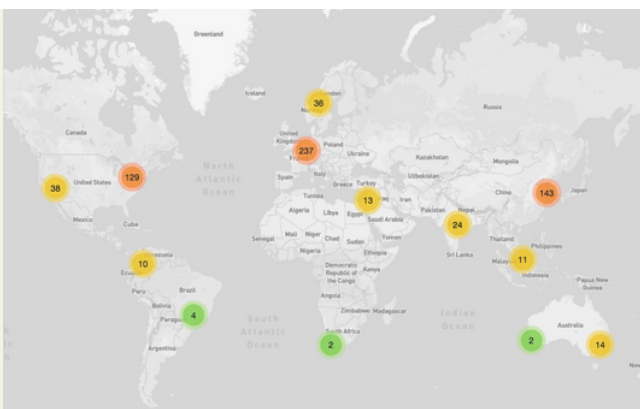 Greenland
Iceland
36
Russia
Canada
United
Poland
237
Ukraine
Kazakhstan
Mongolia
North
Atlantic
Ocean
129
38
United States
Spain
Italy
Greece
Turkey
Uzbekistan
China
143
Japan
Tunisia
13
Iran
Algeria
Libya
Egypt
Saudi Arabia
Pakistan
Nepal
24
Mexico
Cuba
Senegal
Mali
Niger
Chad
Sudan
Yemen
Thailand
Philippines
Nigeria
Ethiopia
Sri Lanka
10
11
Democratic
Republic of
the Congo
Kenya
Indonesia
Papua New
Guinea
Peru
Brazil
Angola
Bolivia
4
Zimbabwe
Madagascar
South
Atlantic
Ocean
Indian
Ocean
Australia
2
2
14
Argentina